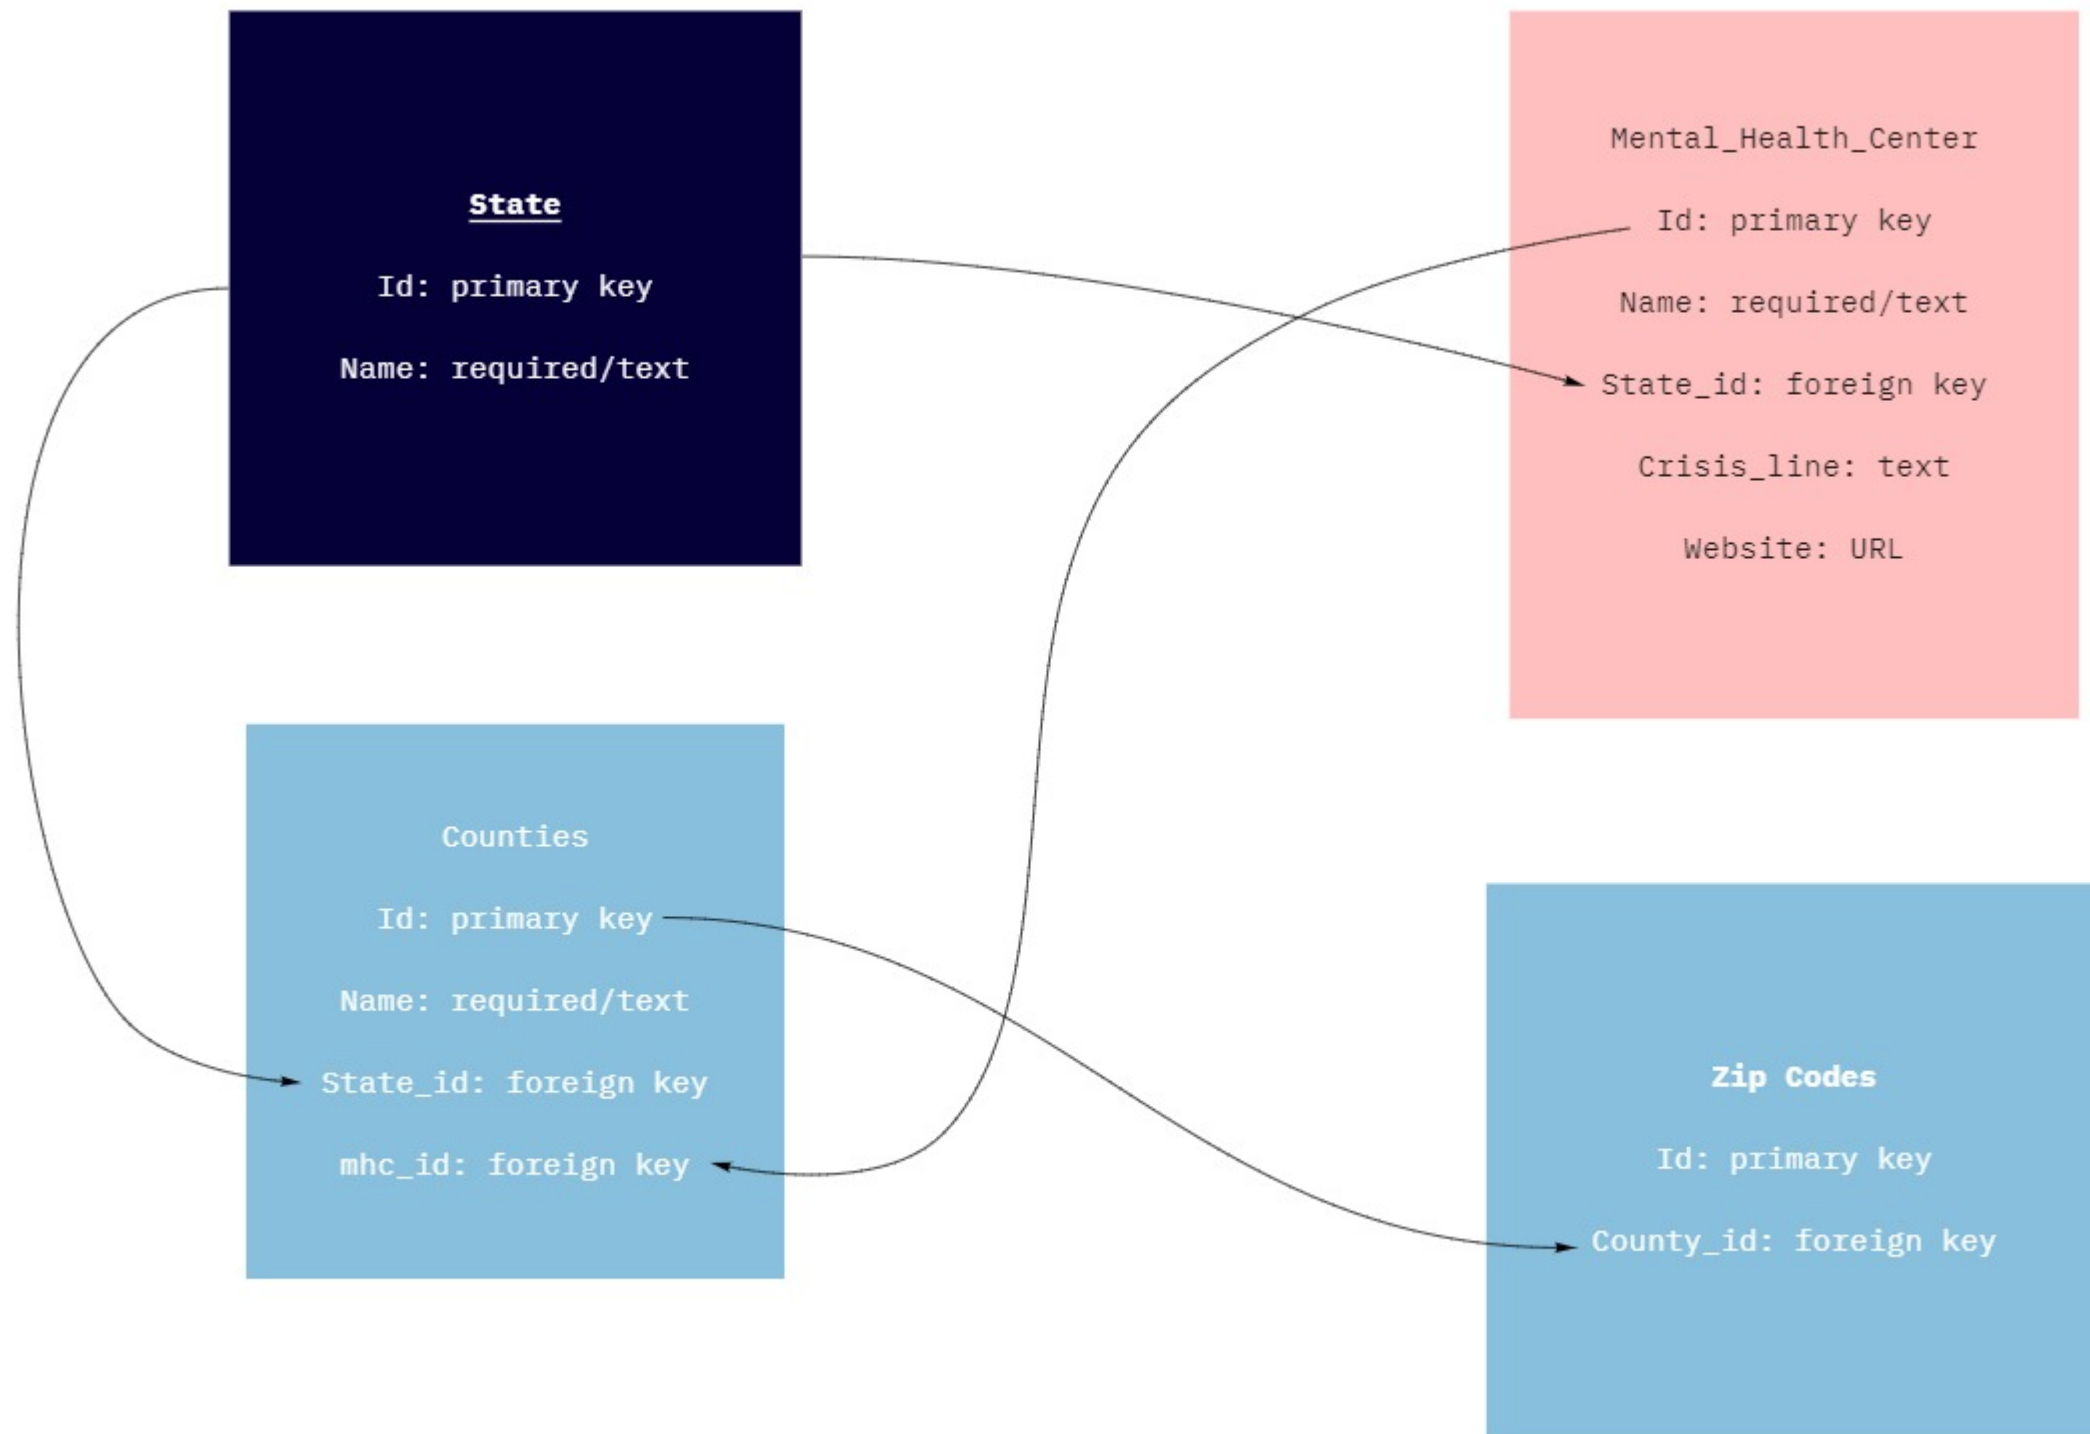 State
Id: primary key
Name: required/text
Mental_Health_Center
Id: primary key
Name: required/text
State_id: foreign key
Crisis_line: text
Website: URL
Counties
Id: primary key
Name: required/text
State_id: foreign key
mhc_id: foreign key
Zip Codes
Id: primary key
County_id: foreign key